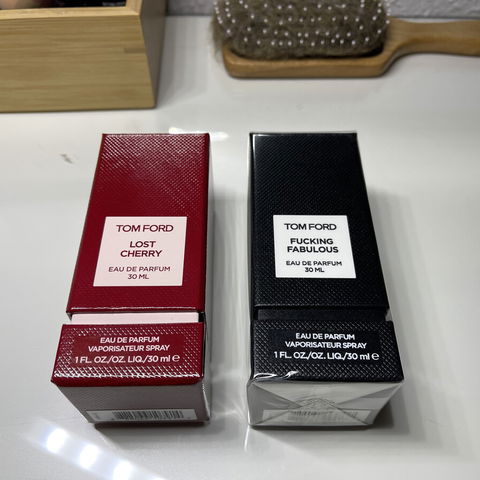 TOM FORD
LOST
CHERRY
EAU DE PARFUM
30 ML
EAU DE PARFUM
VAPORISATEUR SPRAY
1 FL. OZ./OZ. LIQ./30 ml e
TOM FORD
FUCKING
FABULOUS
EAU DE PARFUM
30 ML
EAU DE PARFUM
VAPORISATEUR SPRAY
1 FL. OZ./OZ. LIQ./30 ml e